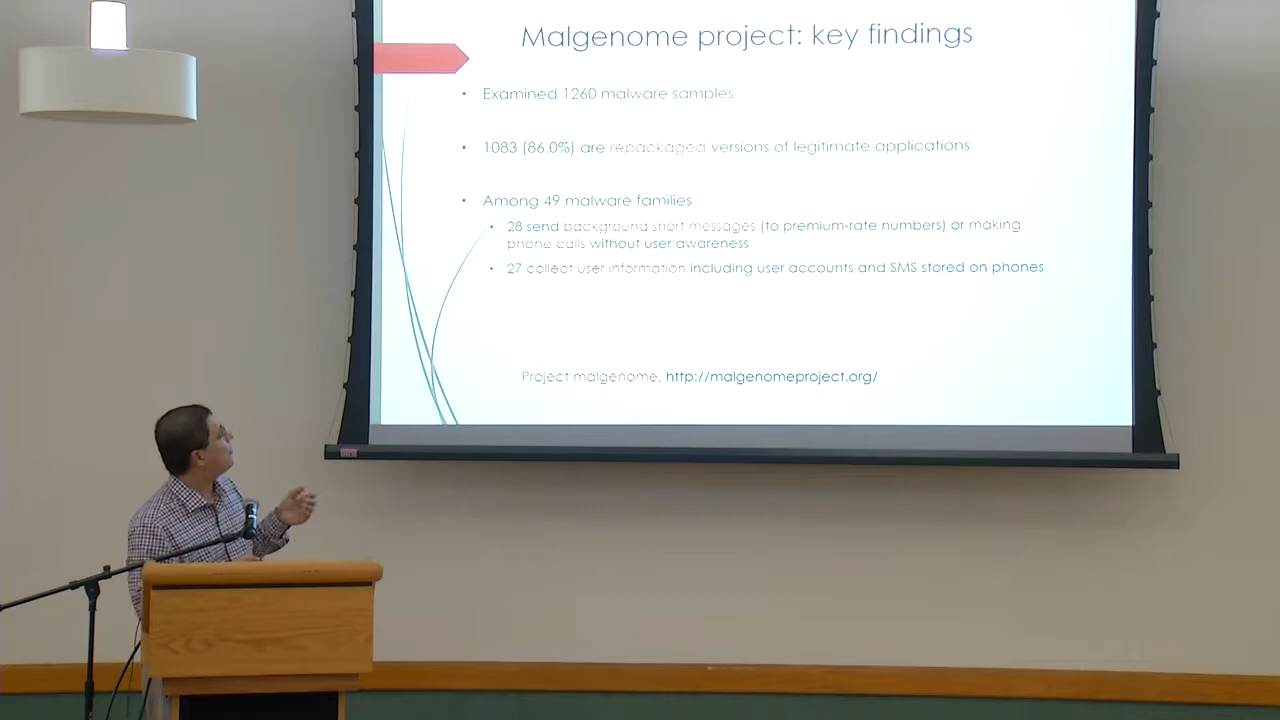 Malgenome project: key findings
• Examined 1260 malware samples
• 1083 (86.0%) are repackaged versions of legitimate applications
• Among 49 malware families
• 28 send background short messages (to premium-rate numbers) or making
phone calls without user awareness
• 27 collect user information including user accounts and SMS stored on phones
Project malgenome, http://malgenomeproject.org/